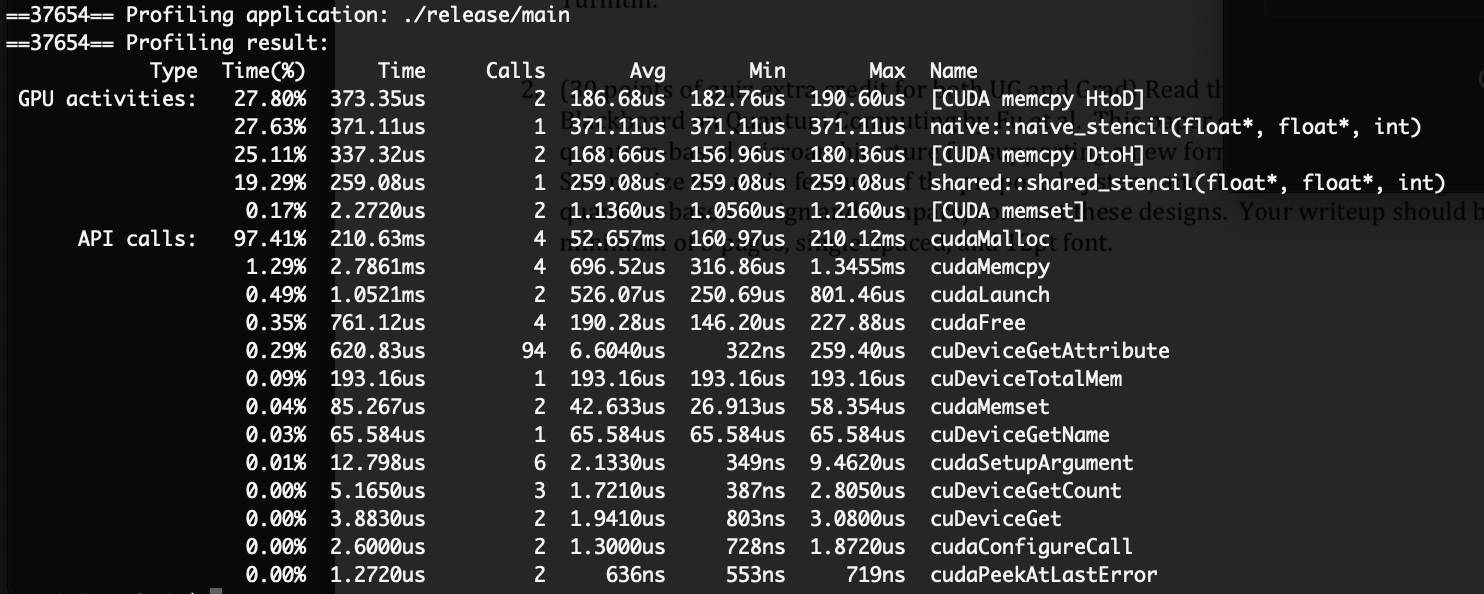 ==37654== Profiling application: ./release/main
==37654== Profiling result:
Type Time(%) Time Calls Avg Min Max Name
GPU activities: 27.80% 373.35us 2 186.68us 182.76us 190.60us [CUDA memcpy HtoD]
27.63% 371.11us 1 371.11us 371.11us 371.11us naive::naive_stencil(float*, float*, int)
25.11% 337.32us 2 168.66us 156.96us 180.36us [CUDA memcpy DtoH]
19.29% 259.08us 1 259.08us 259.08us 259.08us shared::shared_stencil(float*, float*, int)
0.17% 2.2720us 2 1.1360us 1.0560us 1.2160us [CUDA memset]
API calls: 97.41% 210.63ms 4 52.657ms 160.97us 210.12ms cudaMalloc
1.29% 2.7861ms 4 696.52us 316.86us 1.3455ms cudaMemcpy
0.49% 1.0521ms 2 526.07us 250.69us 801.46us cudaLaunch
0.35% 761.12us 4 190.28us 146.20us 227.88us cudaFree
0.29% 620.83us 94 6.6040us 322ns 259.40us cuDeviceGetAttribute
0.09% 193.16us 1 193.16us 193.16us 193.16us cuDeviceTotalMem
0.04% 85.267us 2 42.633us 26.913us 58.354us cudaMemset
0.03% 65.584us 1 65.584us 65.584us 65.584us cuDeviceGetName
0.01% 12.798us 6 2.1330us 349ns 9.4620us cudaSetupArgument
0.00% 5.1650us 3 1.7210us 387ns 2.8050us cuDeviceGetCount
0.00% 3.8830us 2 1.9410us 803ns 3.0800us cuDeviceGet
0.00% 2.6000us 2 1.3000us 728ns 1.8720us cudaConfigureCall
0.00% 1.2720us 2 636ns 553ns 719ns cudaPeekAtLastError